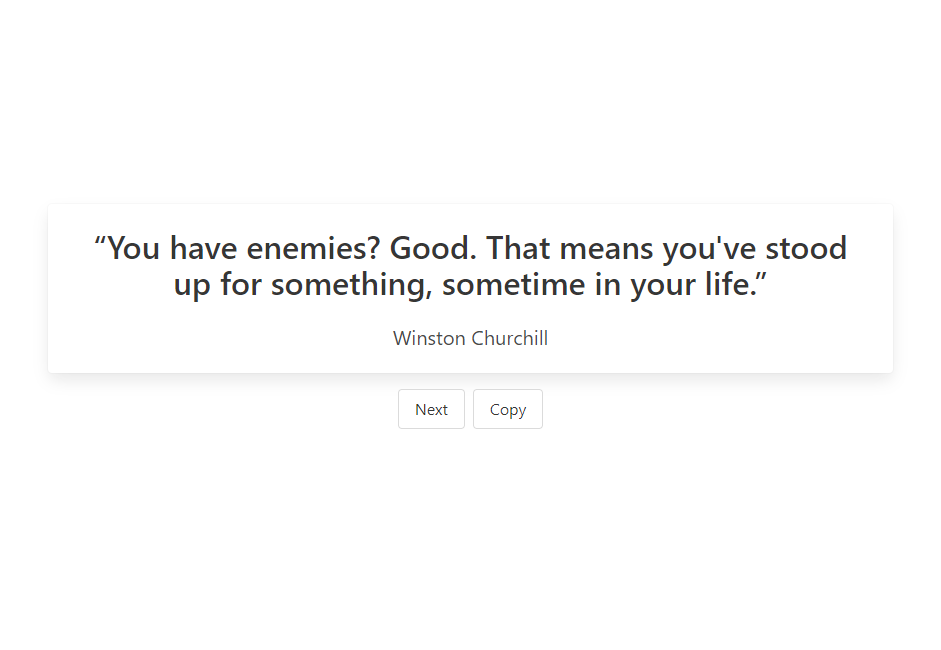 “You have enemies? Good. That means you've stood
up for something, sometime in your life.”
Winston Churchill
Next Copy